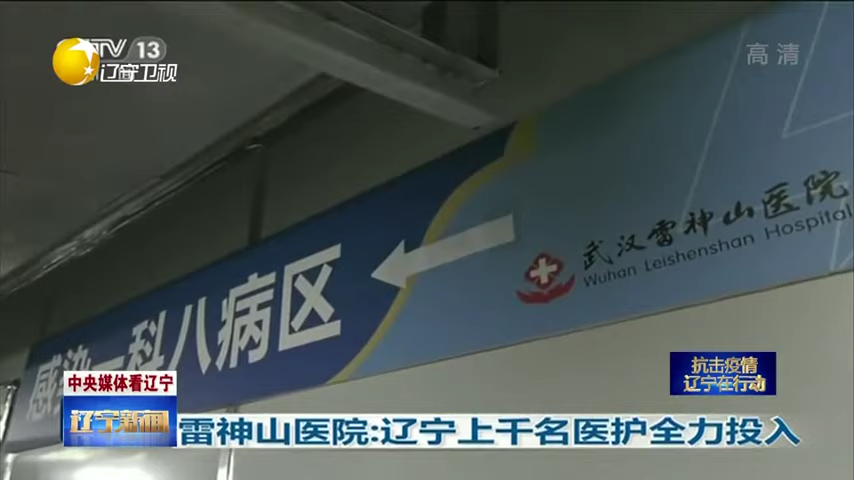 CCTV 13
辽宁卫视
高清
武汉雷神山医院
Wuhan Leishenshan Hospital
感染一科八病区
抗击疫情
辽宁在行动
中央媒体看辽宁
辽宁新闻
雷神山医院:辽宁上千名医护全力投入